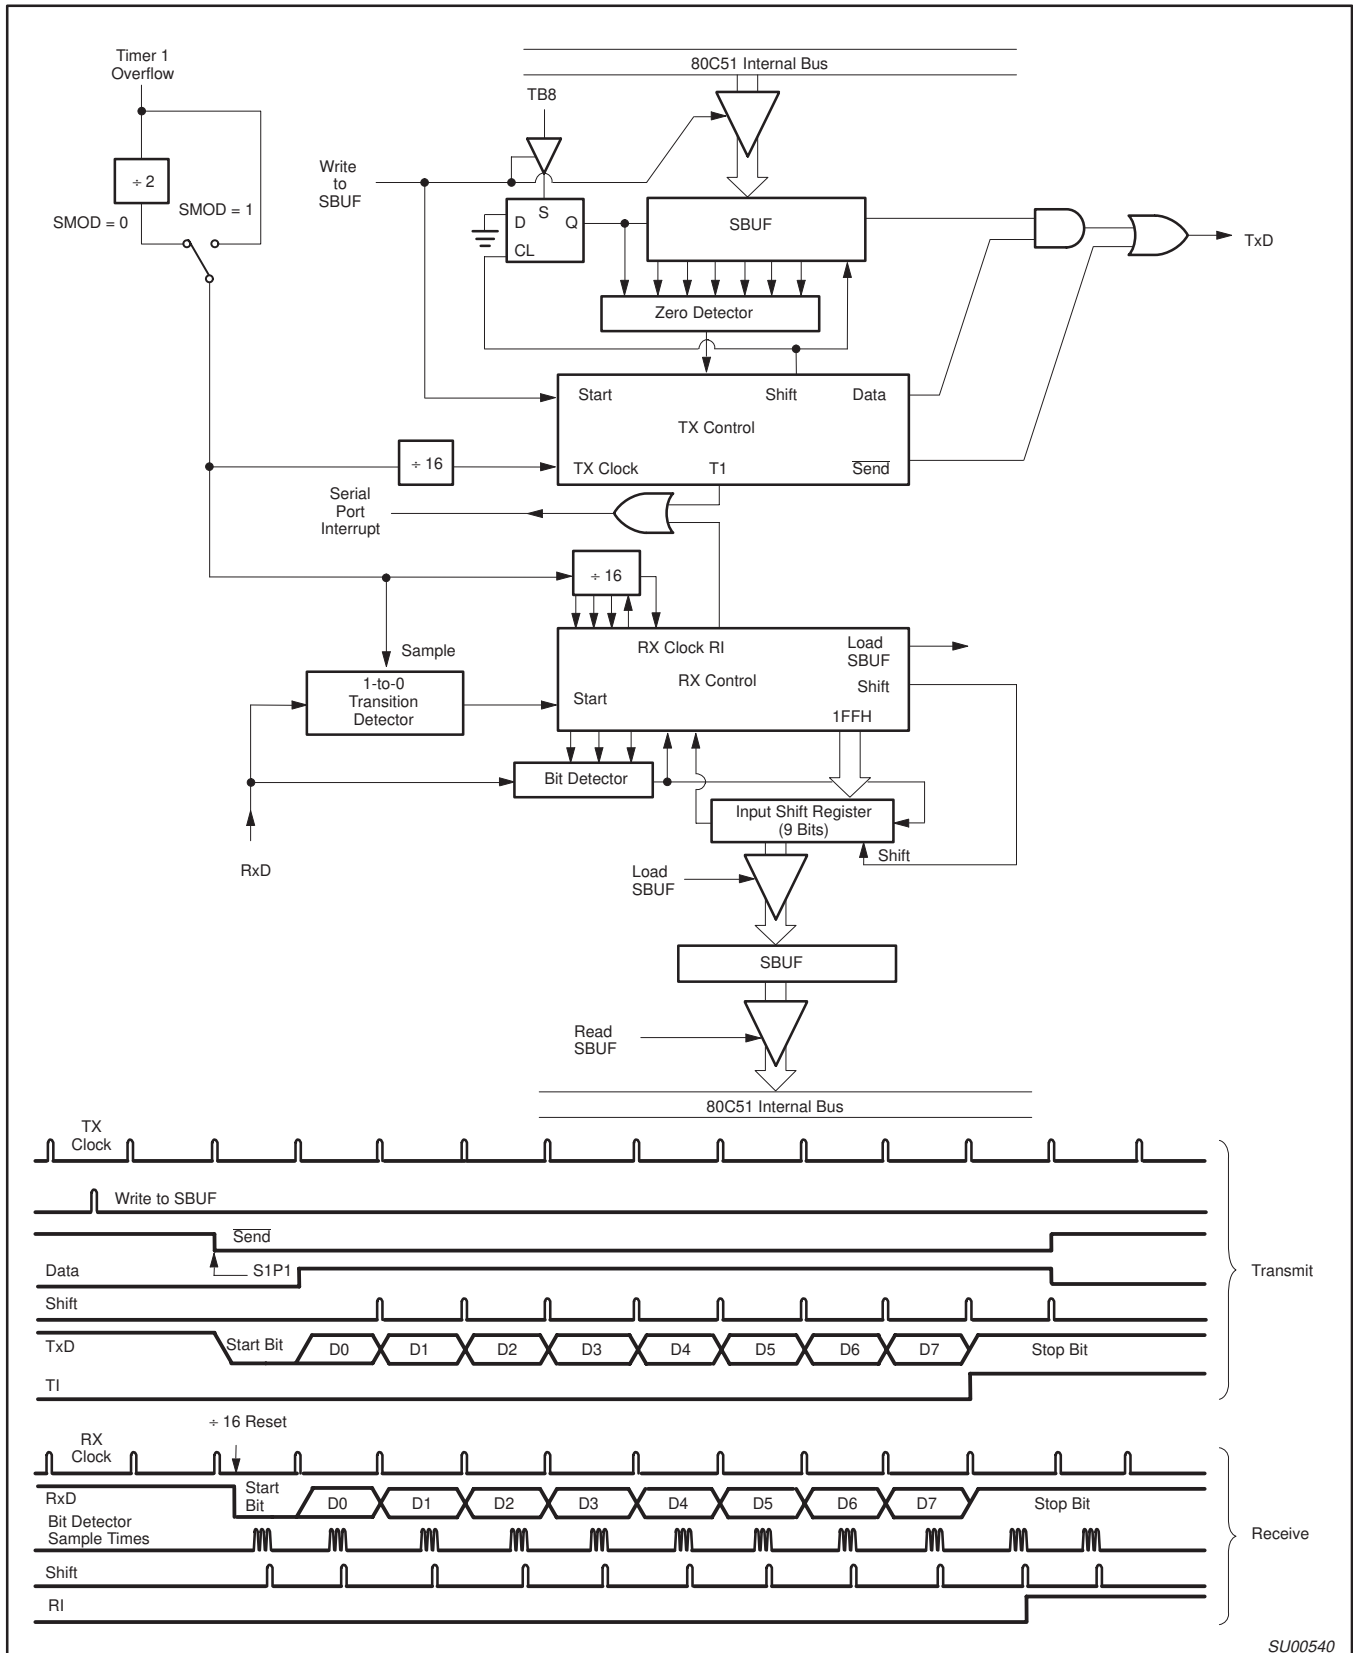 Timer 1
Overflow
80C51 Internal Bus
TB8
Write
to
SBUF
÷ 2
SMOD = 1
SMOD = 0
S
D
Q
CL
SBUF
TxD
Zero Detector
Start
Shift
Data
TX Control
÷ 16
TX Clock
T1
Send
Serial
Port
Interrupt
÷ 16
Sample
RX Clock RI
Load
SBUF
RX Control
Shift
Start
1FFH
1-to-0
Transition
Detector
Bit Detector
Input Shift Register
(9 Bits)
Shift
RxD
Load
SBUF
SBUF
Read
SBUF
80C51 Internal Bus
TX
Clock
Write to SBUF
Send
S1P1
Data
Shift
TxD
Start Bit
D0
D1
D2
D3
D4
D5
D6
D7
Stop Bit
TI
Transmit
÷ 16 Reset
RX
Clock
RxD
Start
Bit
D0
D1
D2
D3
D4
D5
D6
D7
Stop Bit
Bit Detector
Sample Times
Shift
RI
Receive
SU00540